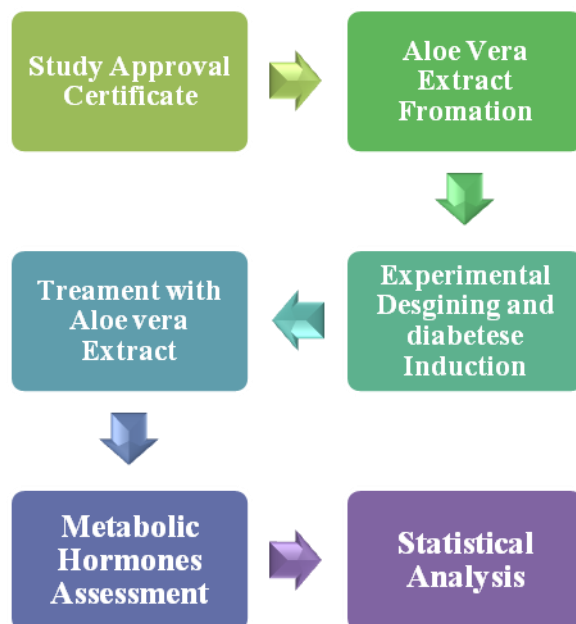 Study Approval
Certificate
Aloe Vera
Extract
Fromation
Experimental
Desgining and
diabetese
Induction
Treament with
Aloe vera
Extract
Metabolic
Hormones
Assessment
Statistical
Analysis